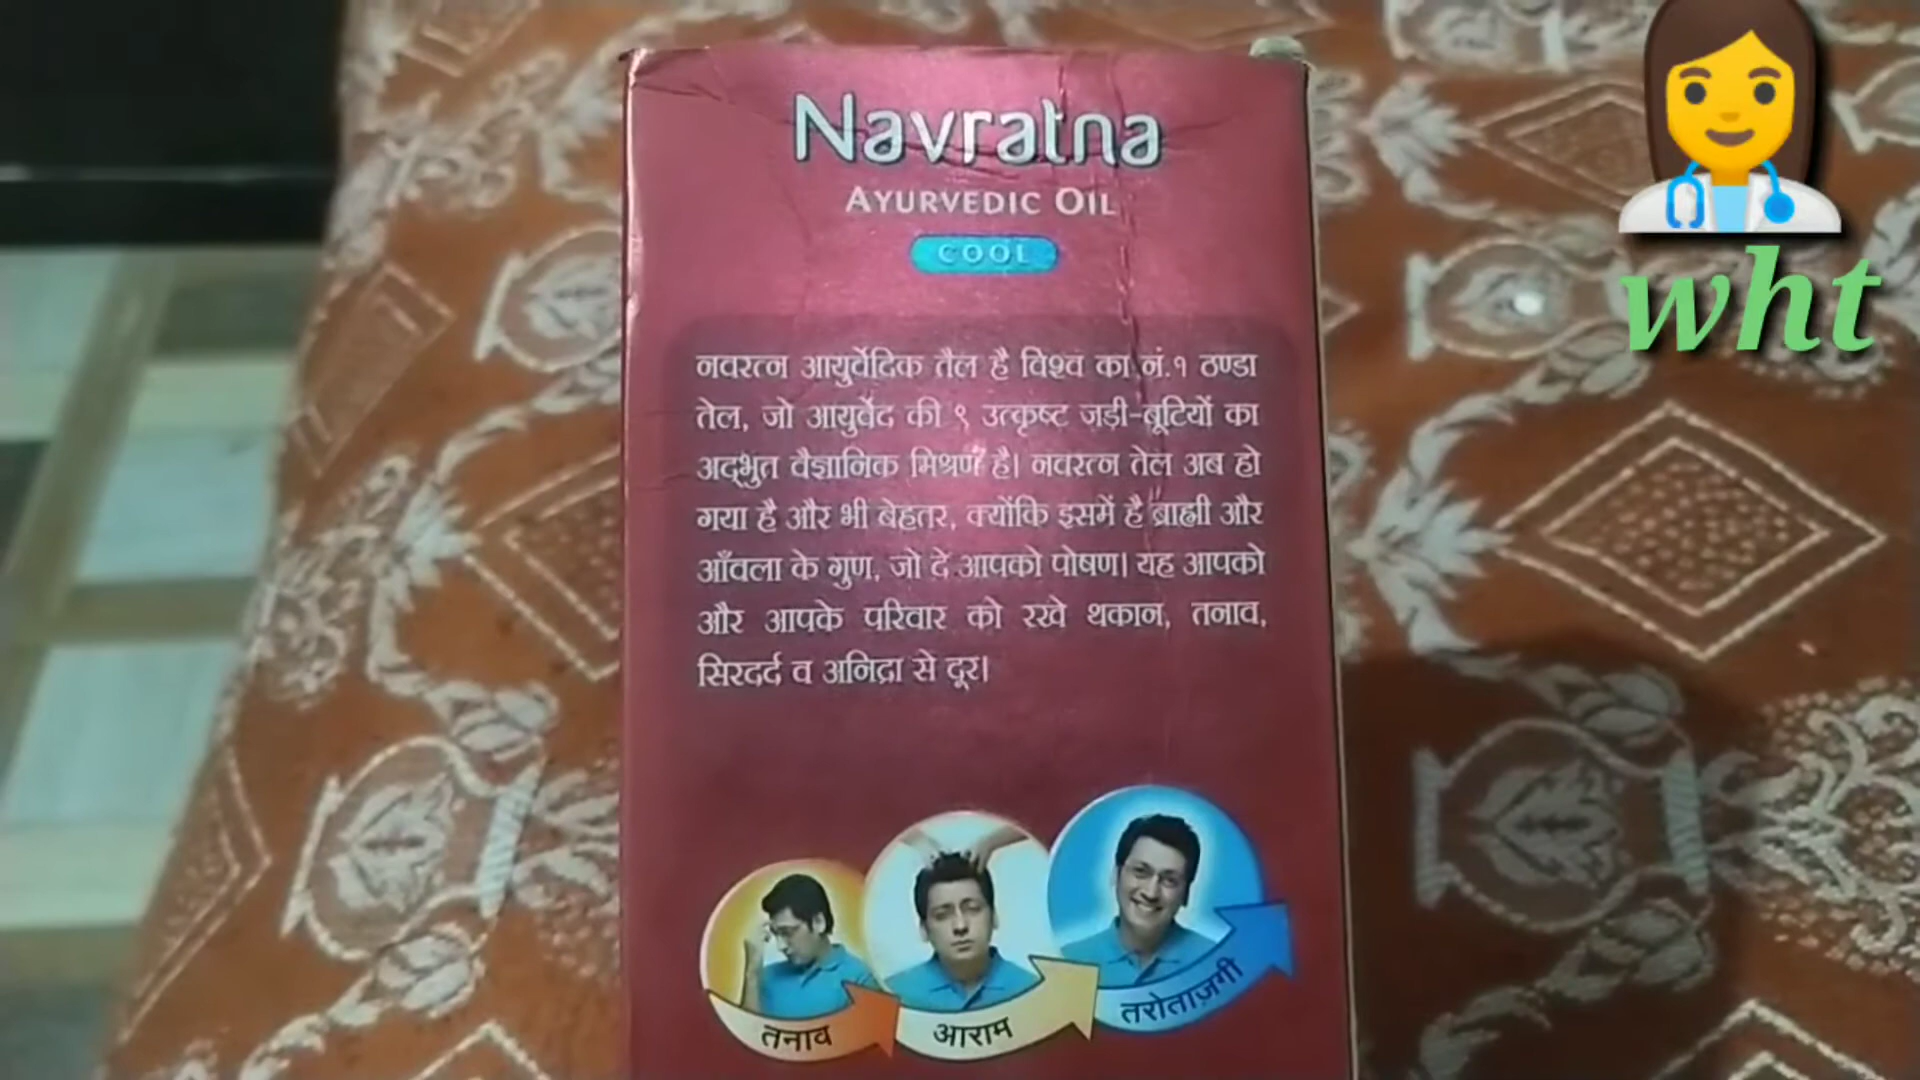 Navratna
AYURVEDIC OIL
COOL
नवरत्न आयुर्वेदिक तैल है विश्व का नं.१ ठण्डा
तेल, जो आयुर्वेद की ९ उत्कृष्ट जड़ी-बूटियों का
अद्‌भुत वैज्ञानिक मिश्रण है। नवरत्न तेल अब हो
गया है और भी बेहतर, क्योंकि इसमें है ब्राह्मी और
आँवला के गुण, जो दे आपको पोषण। यह आपको
और आपके परिवार को रखे थकान, तनाव,
सिरदर्द व अनिद्रा से दूर।
तनाव
आराम
तरोताज़गी
wht